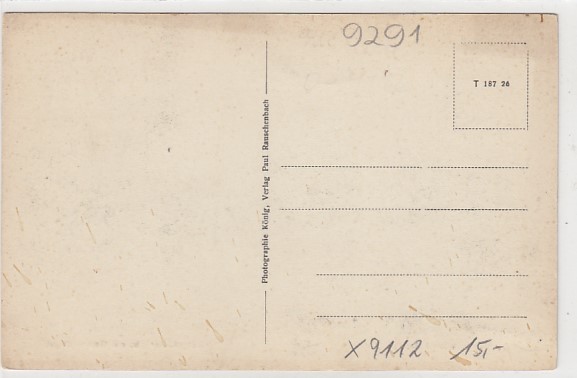 9291
T 187 26
Photographie König, Verlag Paul Rauschenbach
X9112 15,-